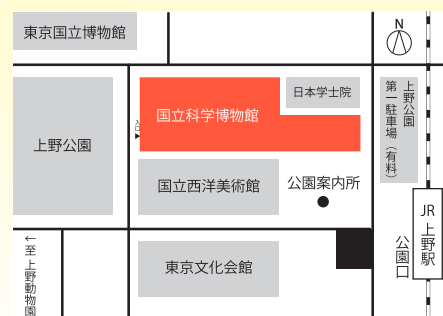 東京国立博物館
N
国立科学博物館
日本学士院
上野公園
第一駐車場(有料)
入口
上野公園
国立西洋美術館
公園案内所
JR
上野駅
公園口
←至 上野動物園
東京文化会館